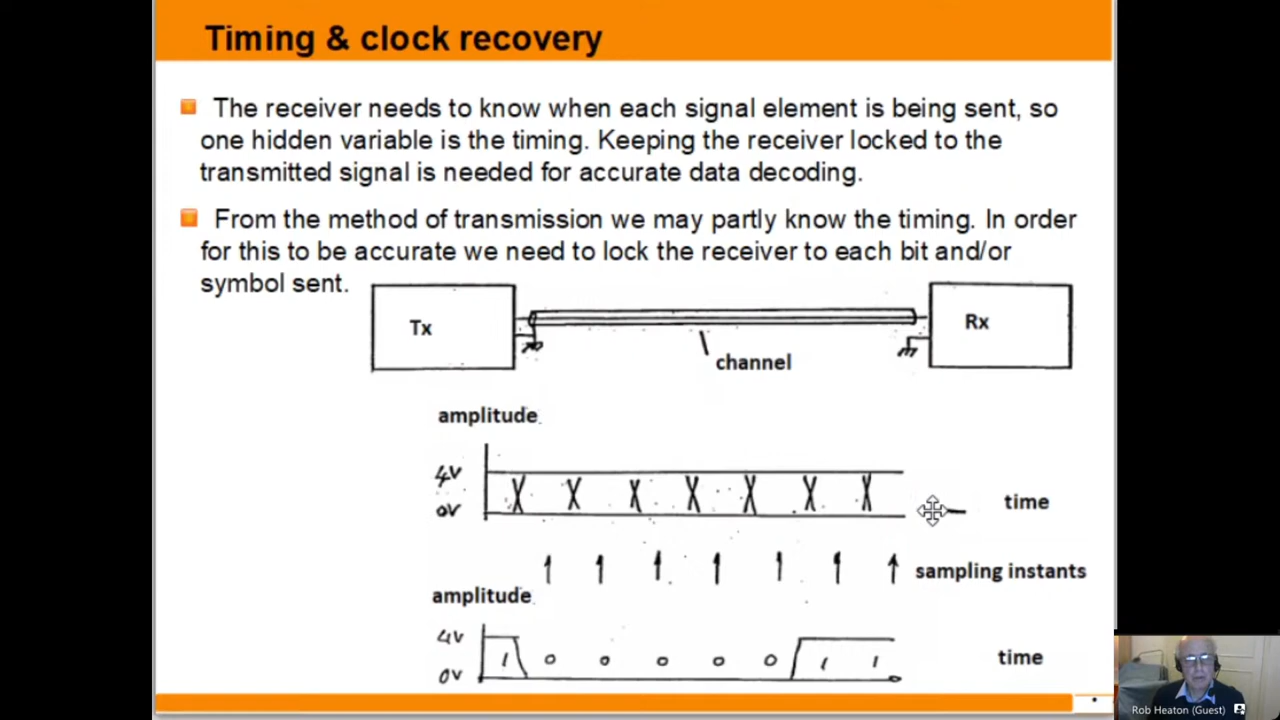 Timing & clock recovery
The receiver needs to know when each signal element is being sent, so
one hidden variable is the timing. Keeping the receiver locked to the
transmitted signal is needed for accurate data decoding.
From the method of transmission we may partly know the timing. In order
for this to be accurate we need to lock the receiver to each bit and/or
symbol sent.
Tx
Rx
channel
amplitude
4V
0V
X X X X X X X
time
sampling instants
amplitude
4V
0V
1 0 0 0 0 0 1 1
time
Rob Heaton (Guest)